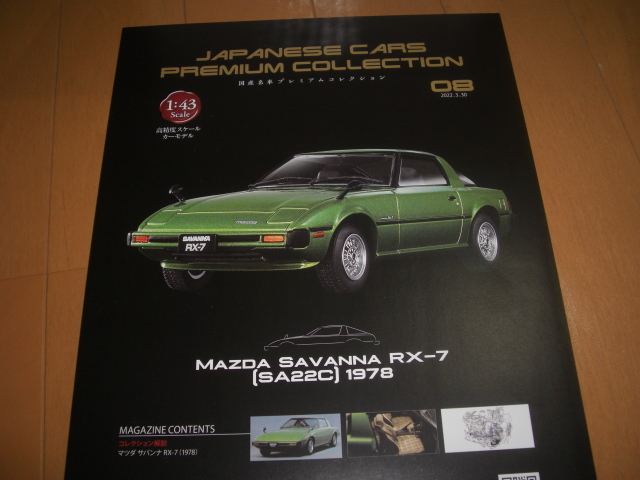 JAPANESE CARS
PREMIUM COLLECTION
国産名車プレミアムコレクション
08
2022.3.30
1:43
Scale
高精度スケール
カーモデル
SAVANNA
RX-7
MAZDA SAVANNA RX-7
(SA22C) 1978
MAGAZINE CONTENTS
コレクション解説
マツダ サバンナ RX-7 (1978)